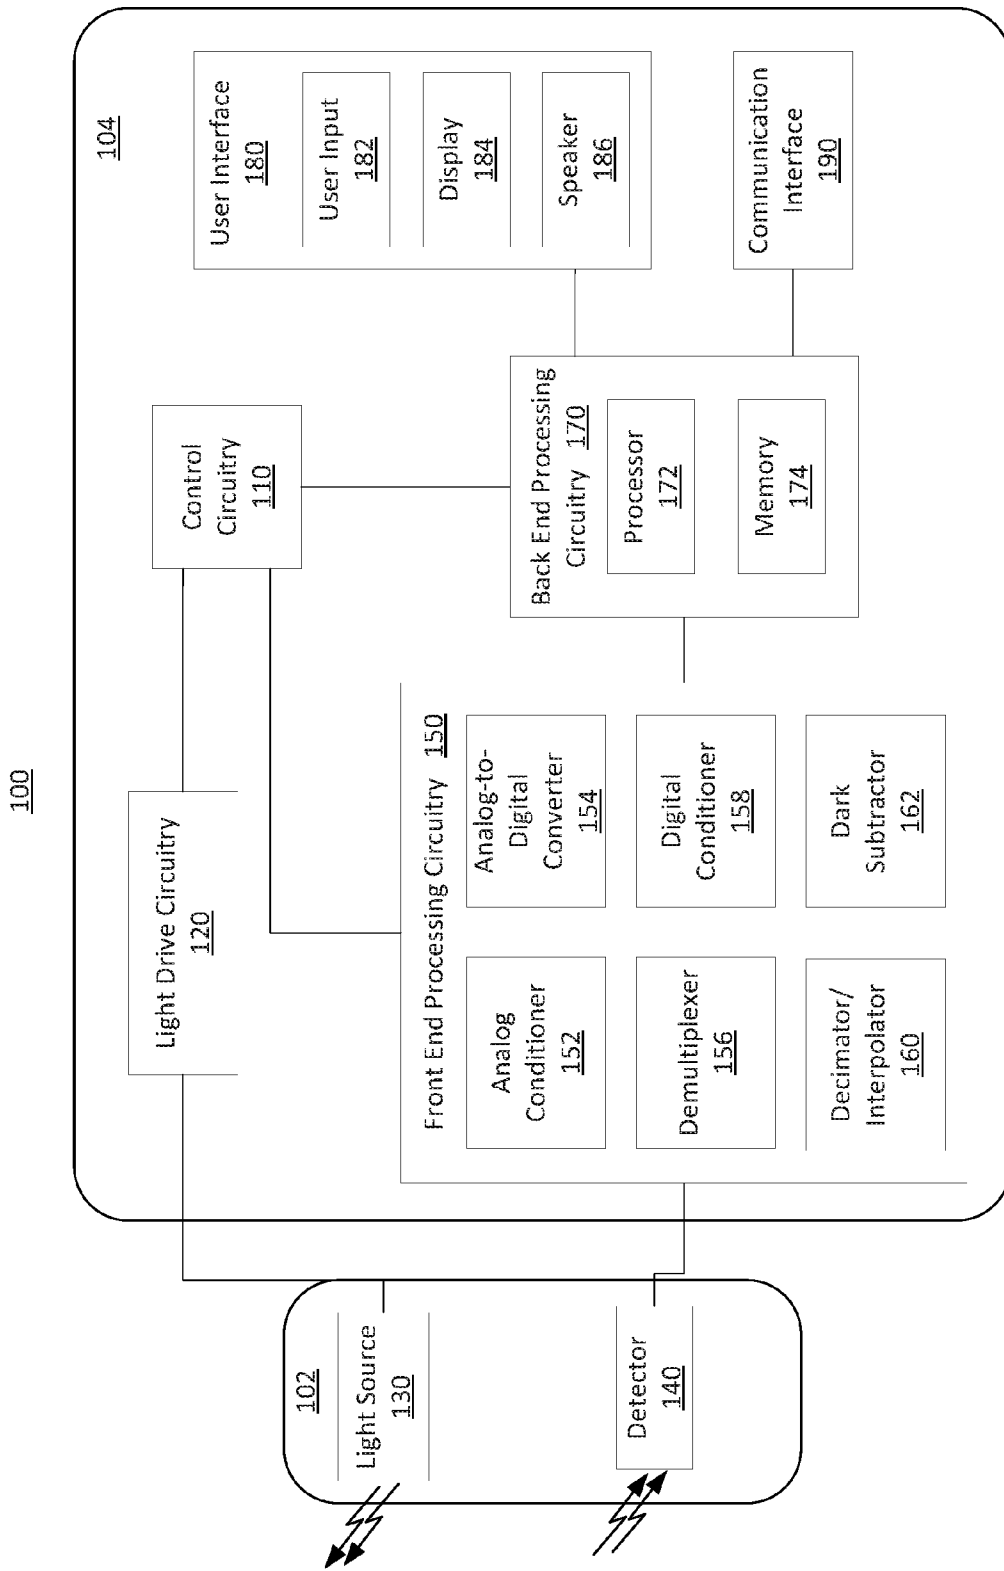 100
104
Light Drive Circuitry
120
Control
Circuitry
110
User Interface
180
User Input
182
Display
184
Speaker
186
102
Light Source
130
Detector
140
Front End Processing Circuitry 150
Analog
Conditioner
152
Analog-to-
Digital
Converter
154
Demultiplexer
156
Digital
Conditioner
158
Decimator/
Interpolator
160
Dark
Subtractor
162
Back End Processing
Circuitry 170
Processor
172
Memory
174
Communication
Interface
190